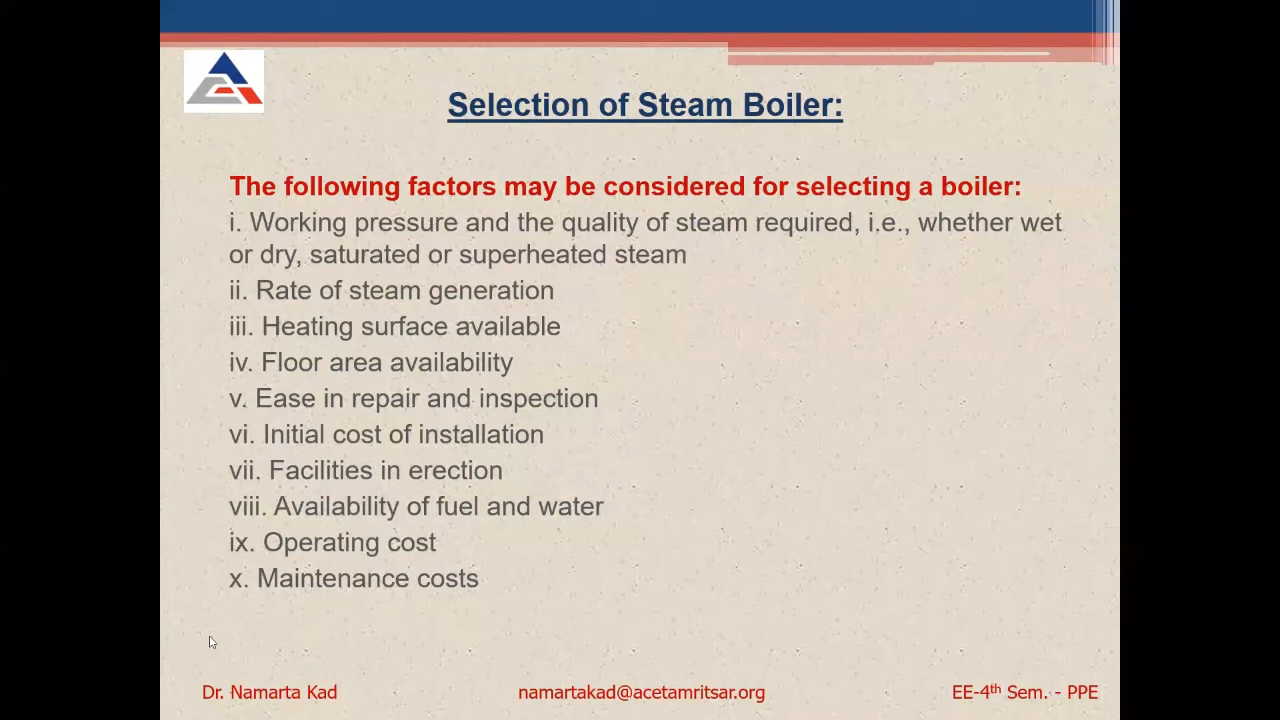 Selection of Steam Boiler:
The following factors may be considered for selecting a boiler:
i. Working pressure and the quality of steam required, i.e., whether wet
or dry, saturated or superheated steam
ii. Rate of steam generation
iii. Heating surface available
iv. Floor area availability
v. Ease in repair and inspection
vi. Initial cost of installation
vii. Facilities in erection
viii. Availability of fuel and water
ix. Operating cost
x. Maintenance costs
Dr. Namarta Kad namartakad@acetamritsar.org EE-4th Sem. - PPE